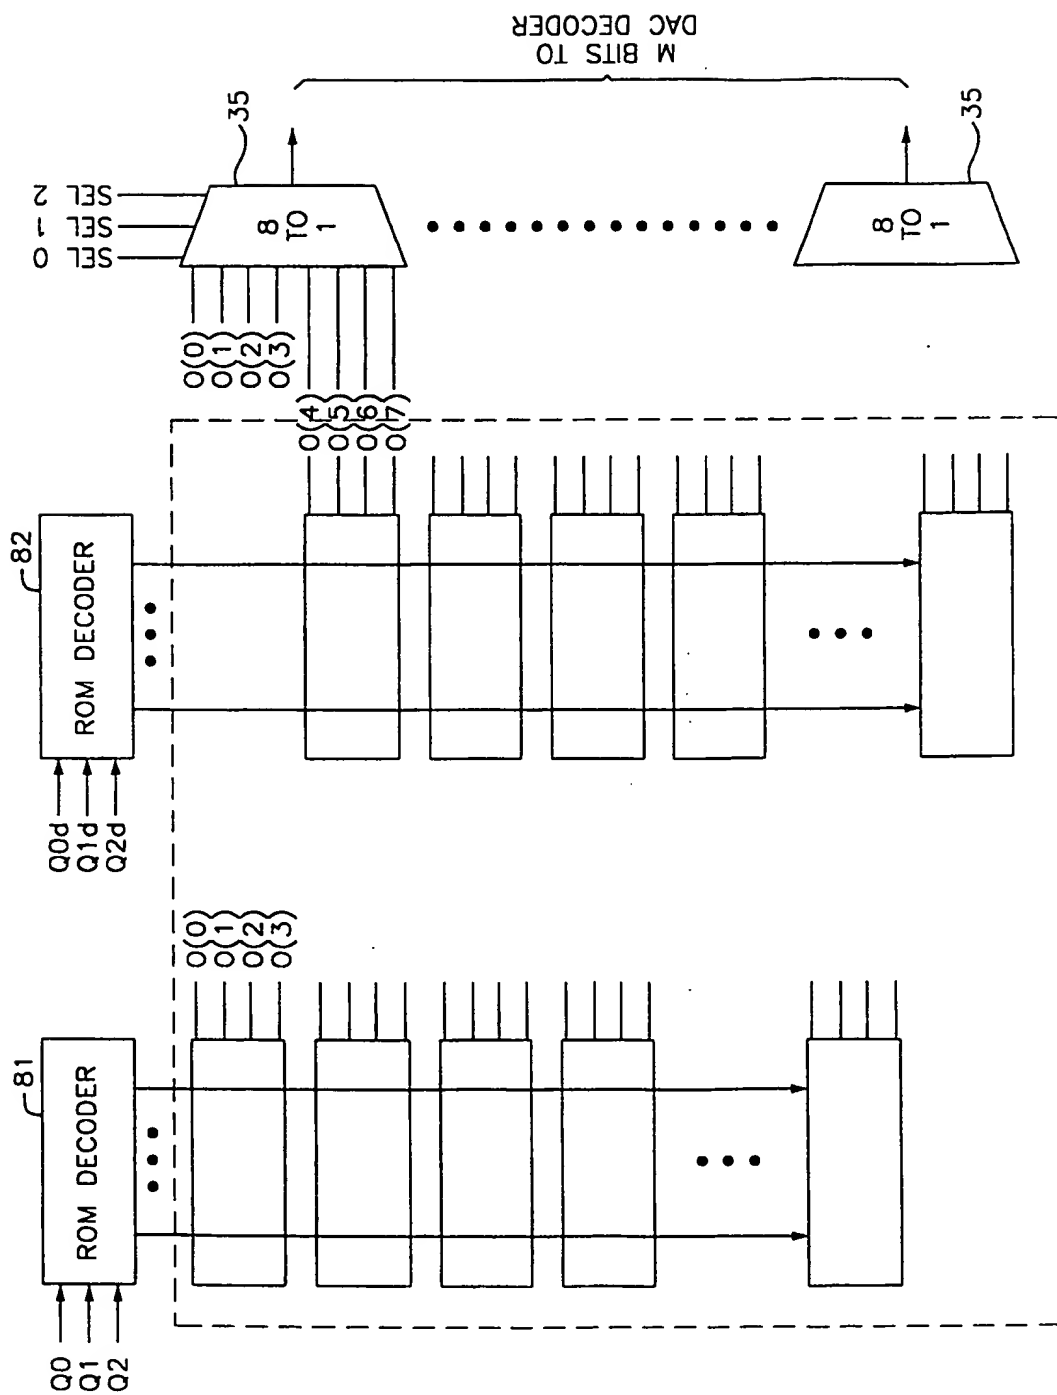 81
ROM DECODER
Q0
Q1
Q2
O(0)
O(1)
O(2)
O(3)
82
ROM DECODER
Q0d
Q1d
Q2d
O(4)
O(5)
O(6)
O(7)
O(0)
O(1)
O(2)
O(3)
SEL 0
SEL 1
SEL 2
8
TO
1
35
8
TO
1
35
M BITS TO
DAC DECODER